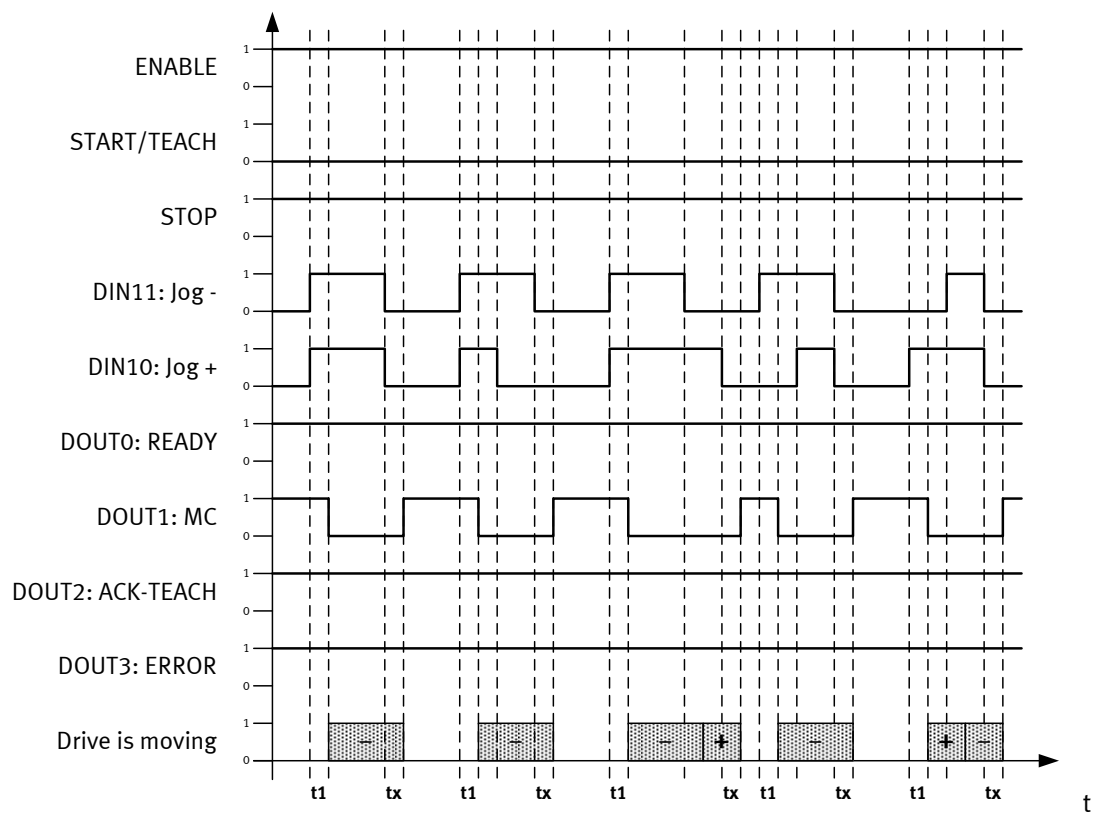 ENABLE
1
0
START/TEACH
1
0
STOP
1
0
DIN11: Jog -
1
0
DIN10: Jog +
1
0
DOUT0: READY
1
0
DOUT1: MC
1
0
DOUT2: ACK-TEACH
1
0
DOUT3: ERROR
1
0
Drive is moving
1
0
− − − + − + −
t1 tx t1 tx t1 tx t1 tx t1 tx
t